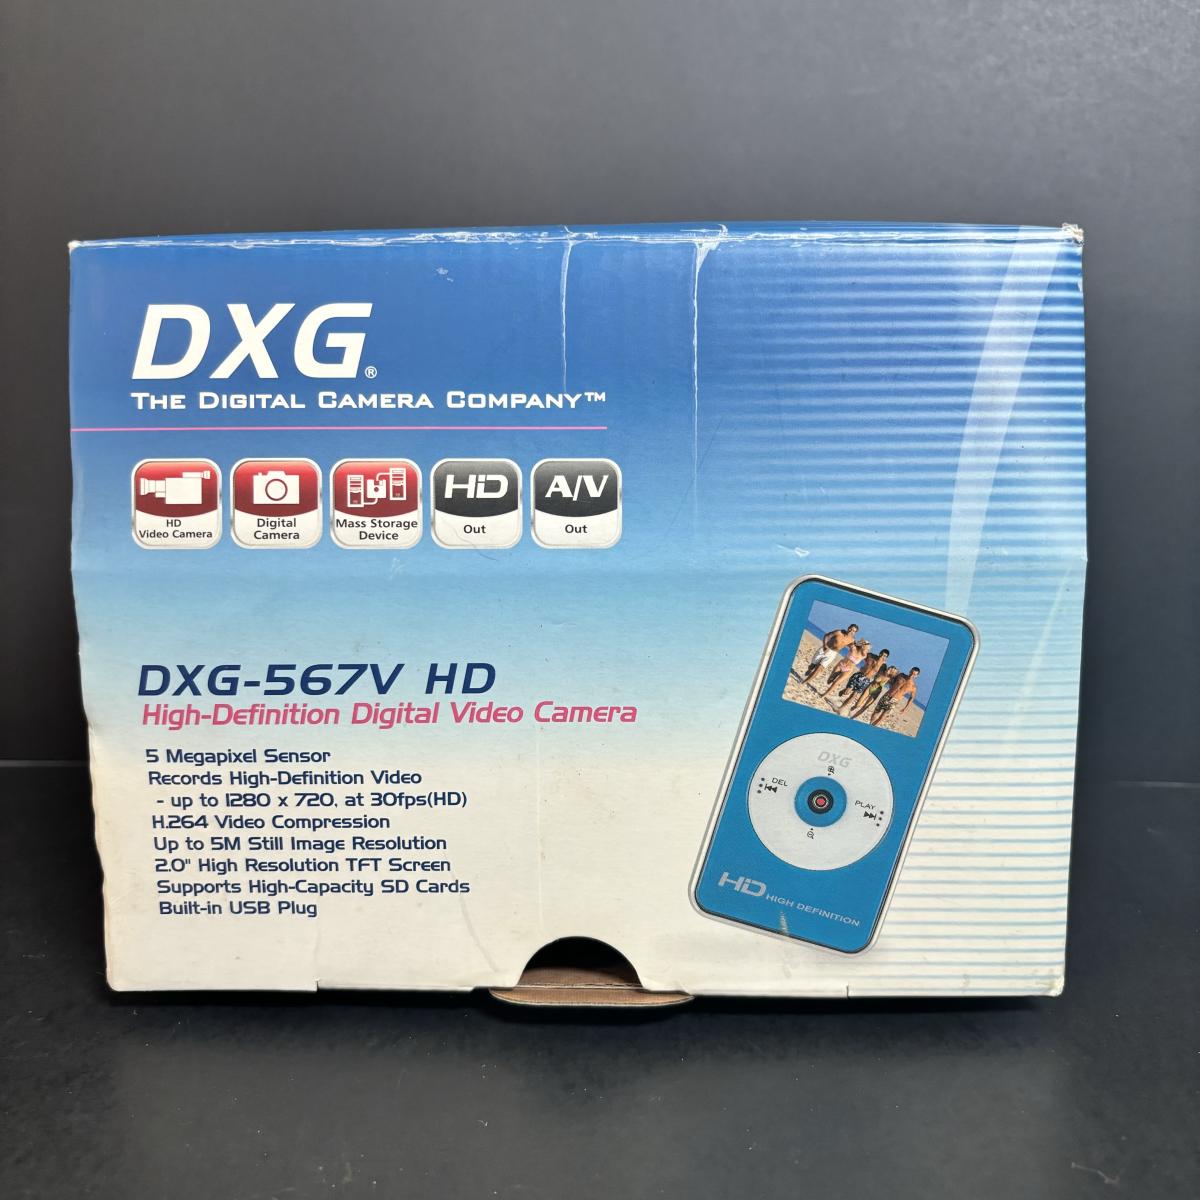 DXG®
THE DIGITAL CAMERA COMPANY™
HD
Video Camera
Digital
Camera
Mass Storage
Device
HD
Out
A/V
Out
DXG-567V HD
High-Definition Digital Video Camera
5 Megapixel Sensor
Records High-Definition Video
- up to 1280 x 720, at 30fps(HD)
H.264 Video Compression
Up to 5M Still Image Resolution
2.0" High Resolution TFT Screen
Supports High-Capacity SD Cards
Built-in USB Plug
DXG
DEL
PLAY
HD HIGH DEFINITION